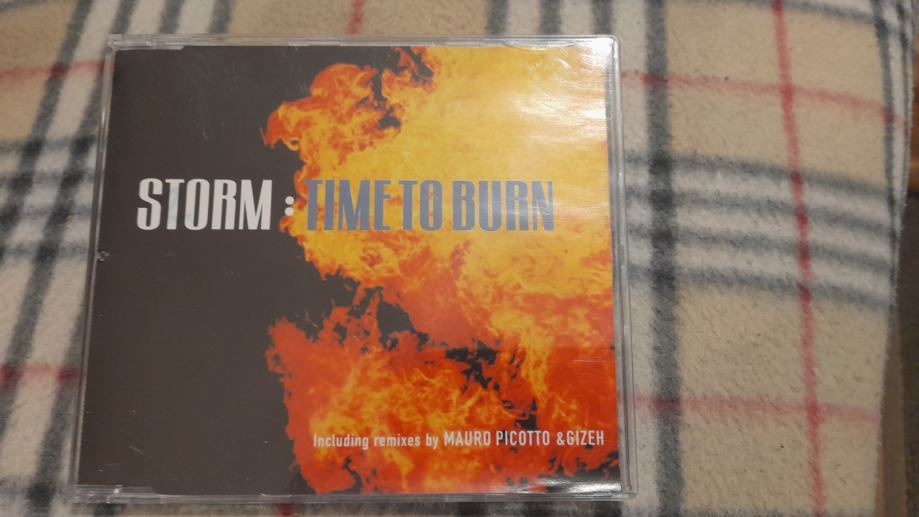 STORM : TIME TO BURN
Including remixes by MAURO PICOTTO & GIZEH